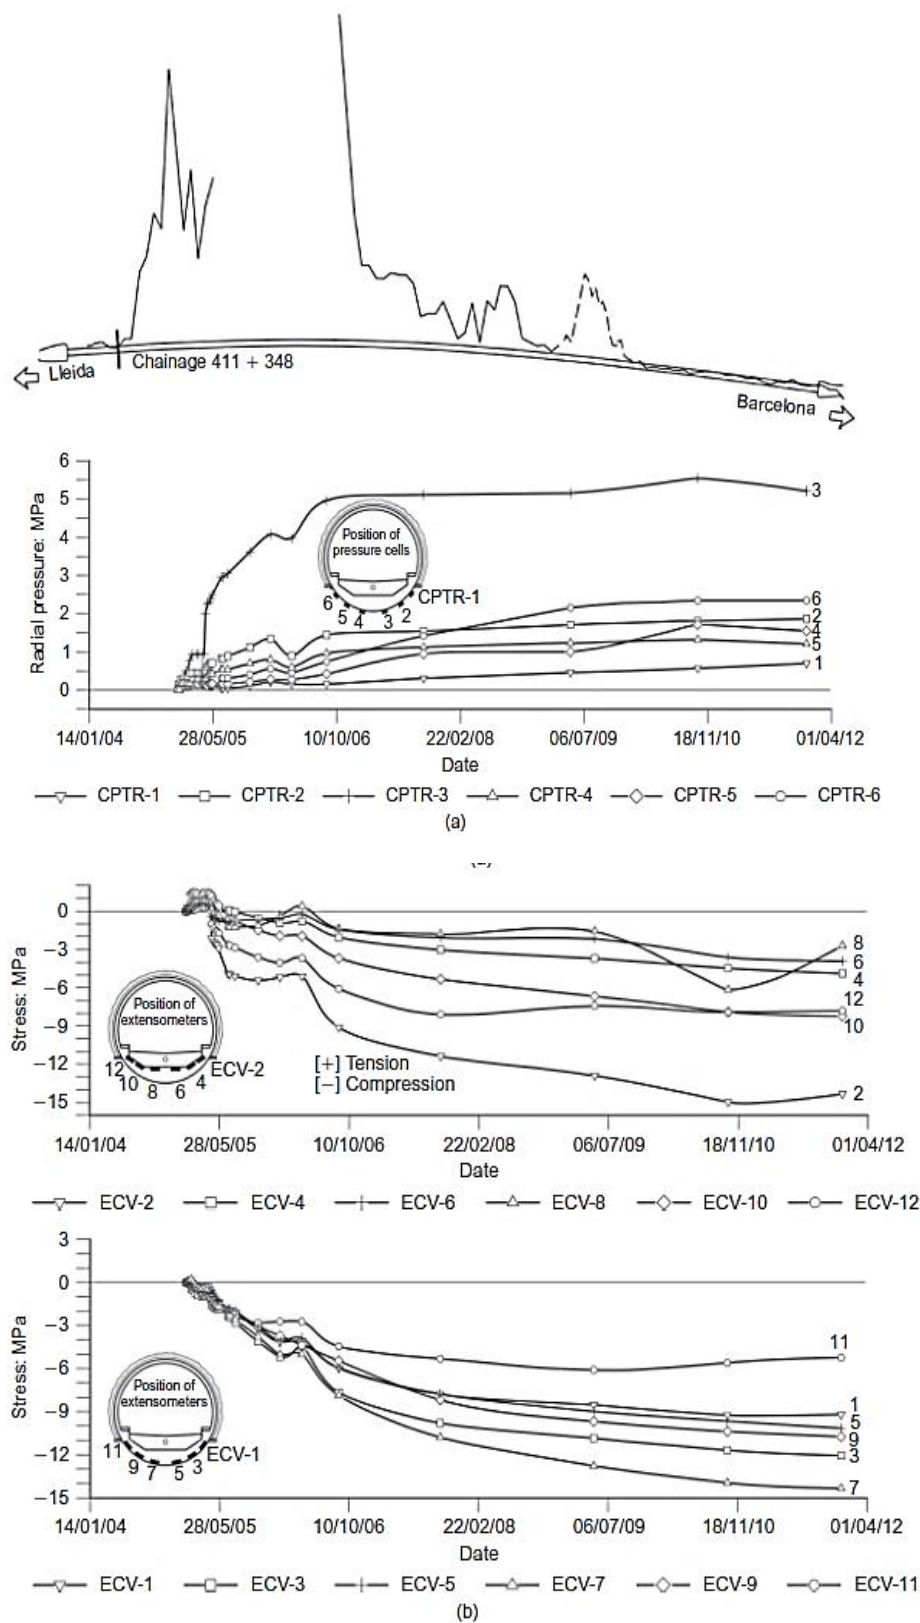 Lleida
Chainage 411 + 348
Barcelona
6
5
4
3
2
1
0
Radial pressure: MPa
Position of
pressure cells
CPTR-1
6 5 4 3 2
3
6
2
4
5
1
14/01/04 28/05/05 10/10/06 22/02/08 06/07/09 18/11/10 01/04/12
Date
CPTR-1 CPTR-2 CPTR-3 CPTR-4 CPTR-5 CPTR-6
(a)
0
−3
−6
−9
−12
−15
Stress: MPa
Position of
extensometers
ECV-2
12 10 8 6 4
[+] Tension
[−] Compression
8
6
4
12
10
2
14/01/04 28/05/05 10/10/06 22/02/08 06/07/09 18/11/10 01/04/12
Date
ECV-2 ECV-4 ECV-6 ECV-8 ECV-10 ECV-12
3
0
−3
−6
−9
−12
−15
Stress: MPa
Position of
extensometers
ECV-1
11 9 7 5 3
11
1
5
9
3
7
14/01/04 28/05/05 10/10/06 22/02/08 06/07/09 18/11/10 01/04/12
Date
ECV-1 ECV-3 ECV-5 ECV-7 ECV-9 ECV-11
(b)